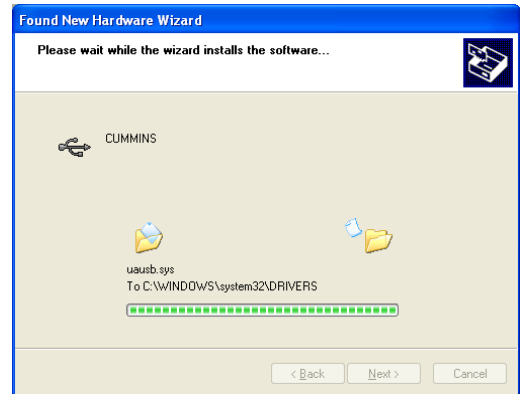 Found New Hardware Wizard
Please wait while the wizard installs the software...
CUMMINS
uausb.sys
To C:\WINDOWS\system32\DRIVERS
< Back Next > Cancel